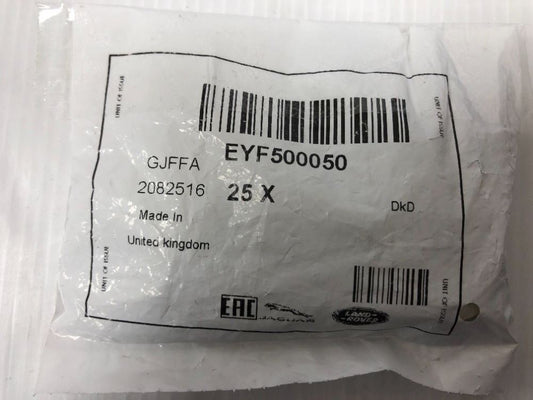 UNIT OF ISSUE
UNIT OF ISSUE
EYF500050
GJFFA
2082516
25 X
DkD
Made In
United kingdom
UNIT OF ISSUE
UNIT OF ISSUE
EAC
JAGUAR
LAND
ROVER